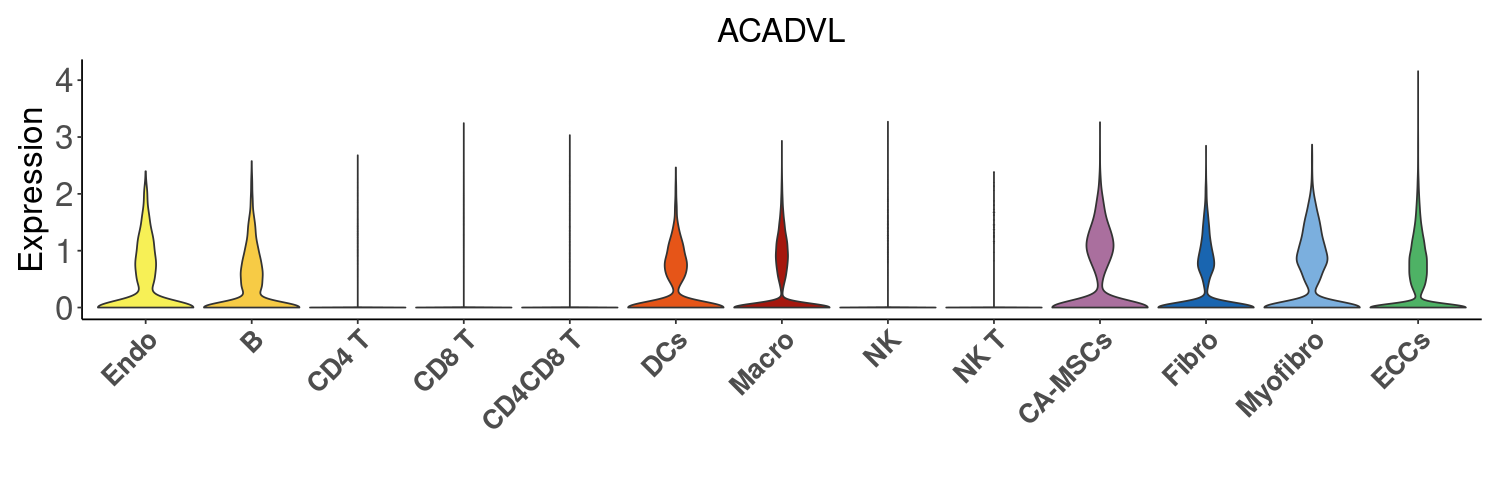 ACADVL
Expression
4
3
2
1
0
Endo
B
CD4 T
CD8 T
CD4CD8 T
DCs
Macro
NK
NK T
CA-MSCs
Fibro
Myofibro
ECCs